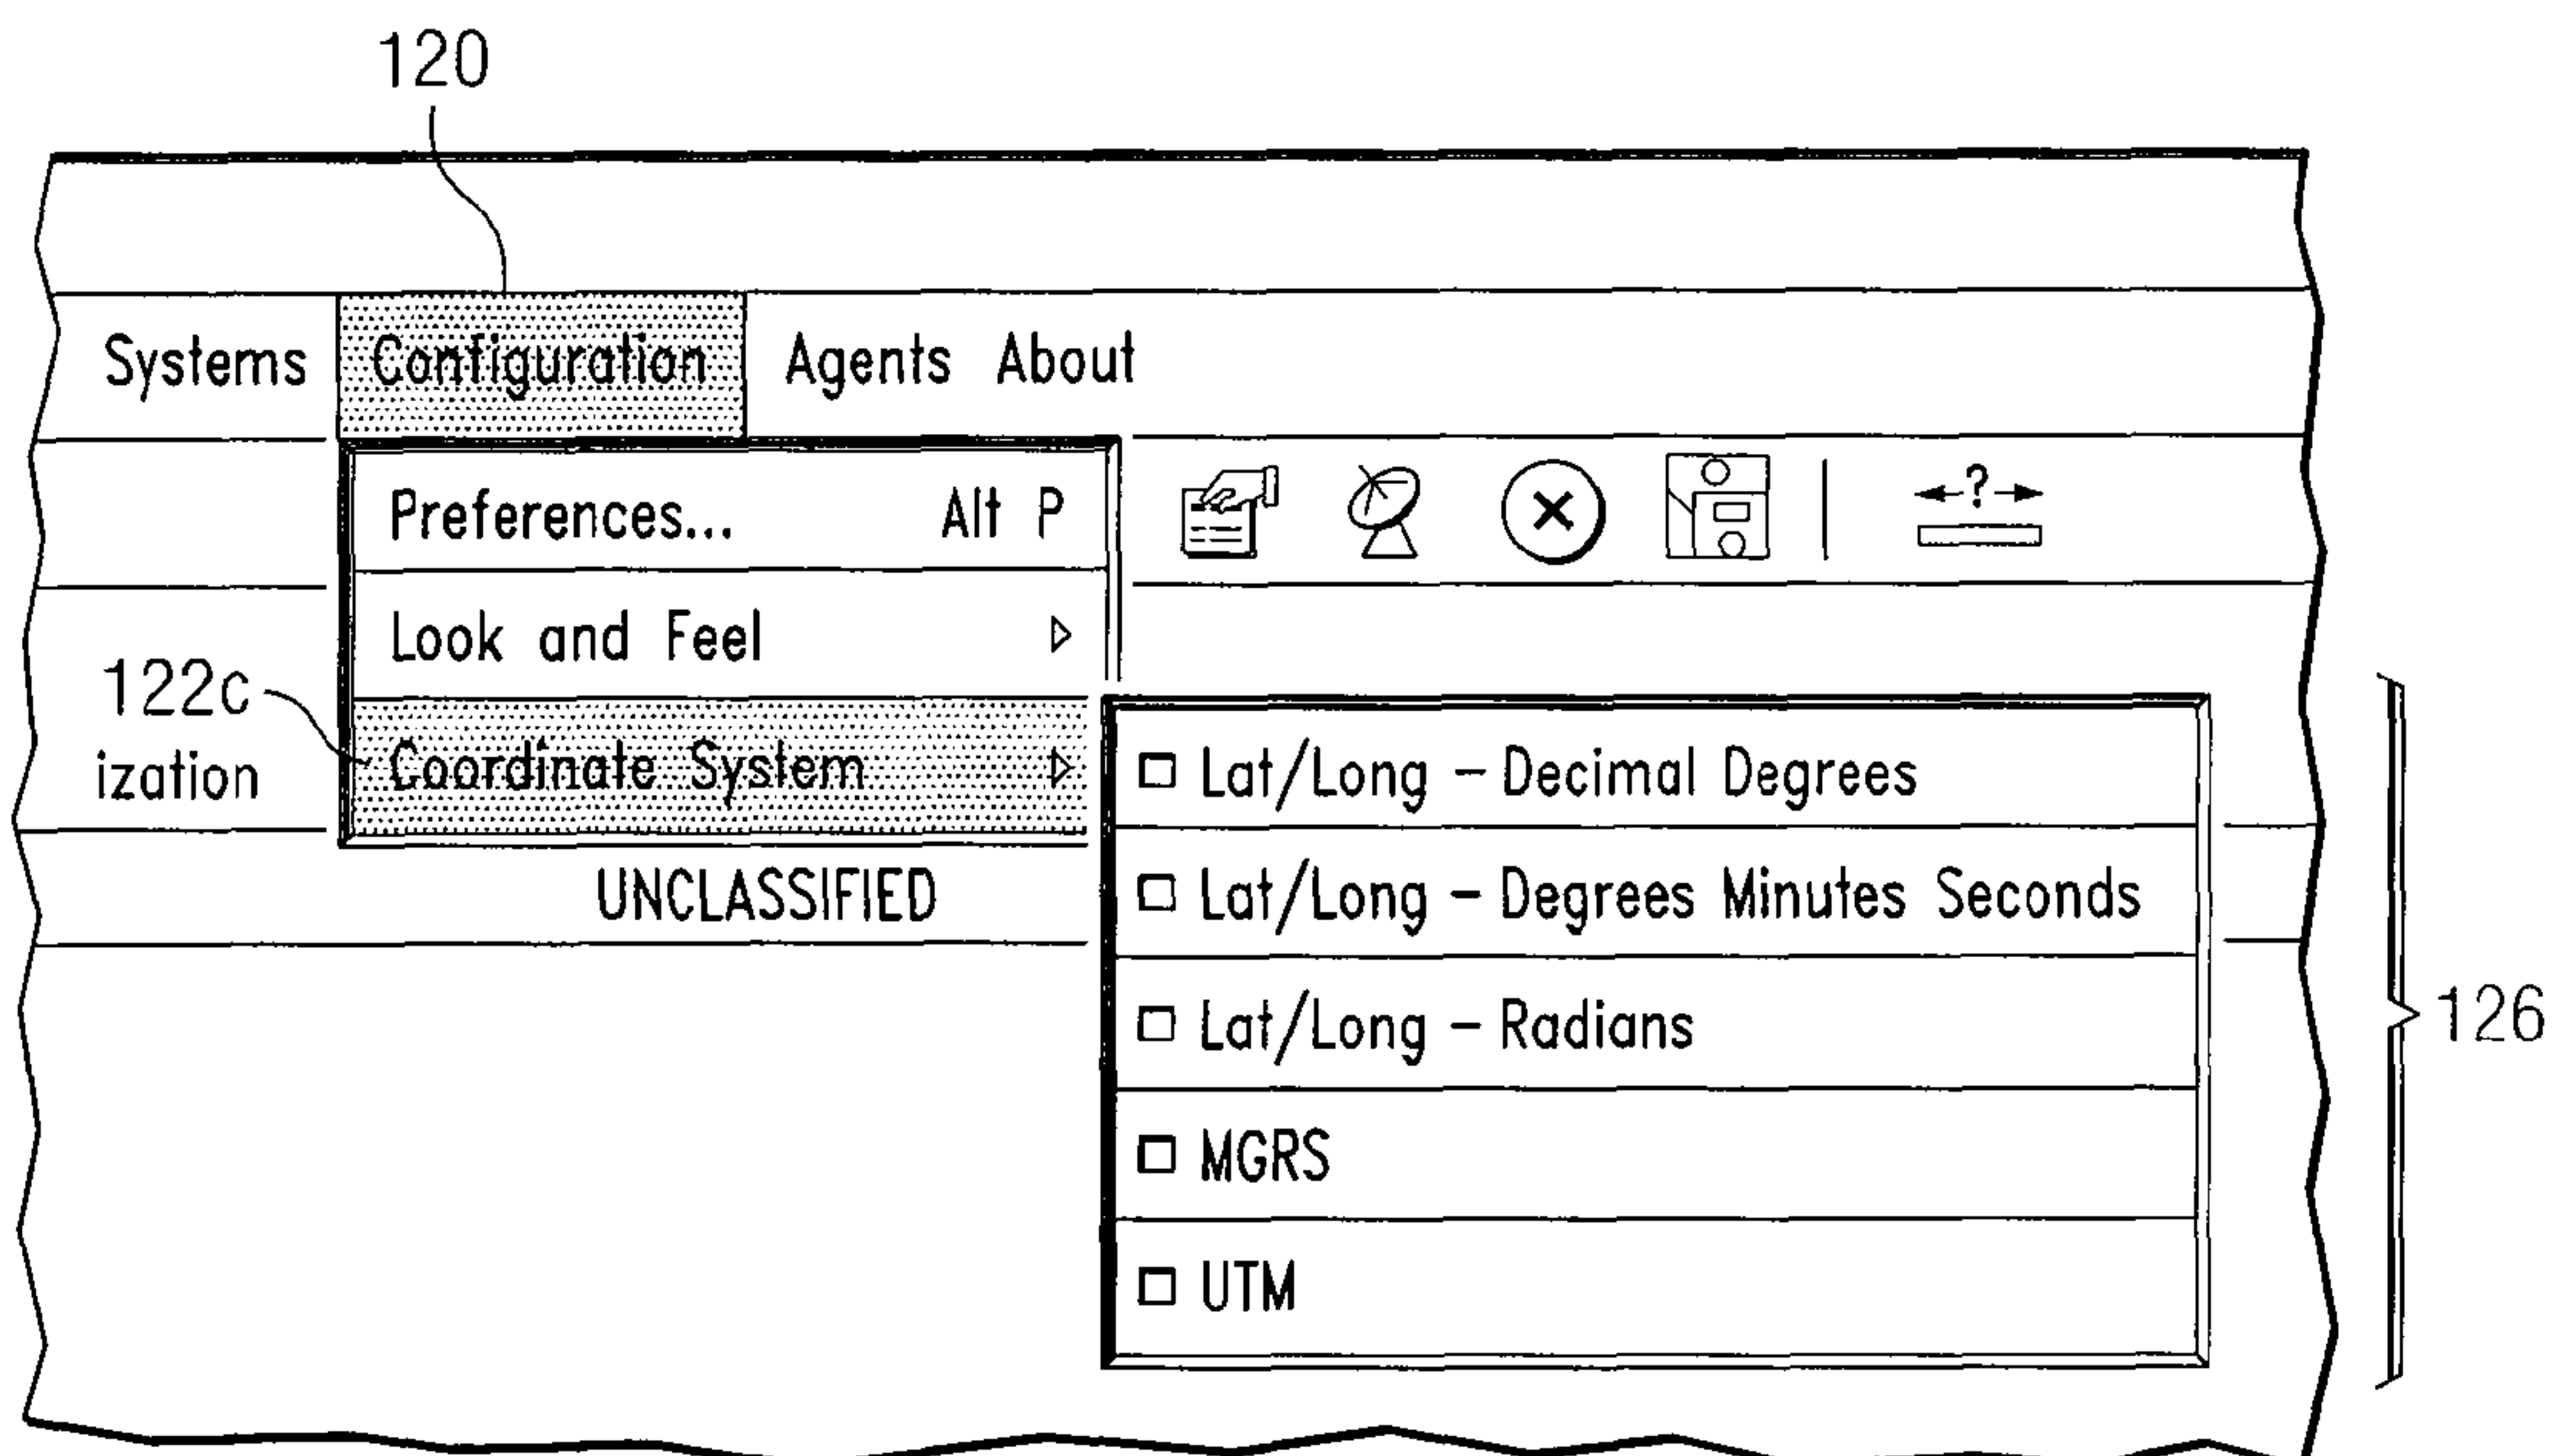 120
Systems Configuration Agents About
Preferences... Alt P
?
Look and Feel
122c
ization
Coordinate System
Lat/Long – Decimal Degrees
UNCLASSIFIED
Lat/Long – Degrees Minutes Seconds
Lat/Long – Radians
126
MGRS
UTM